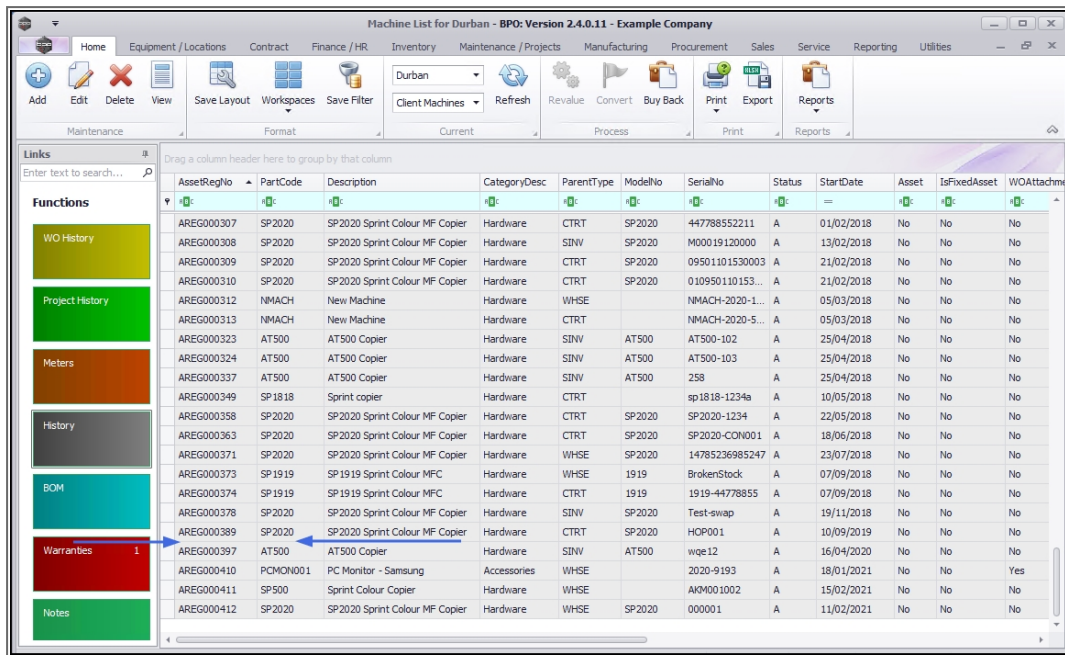 Machine List for Durban - BPO: Version 2.4.0.11 - Example Company
Home Equipment / Locations Contract Finance / HR Inventory Maintenance / Projects Manufacturing Procurement Sales Service Reporting Utilities
Add Edit Delete View Save Layout Workspaces Save Filter Durban Client Machines Refresh Revalue Convert Buy Back Print Export Reports
Maintenance Format Current Process Print Reports
Links
Enter text to search...
Functions
WO History
Project History
Meters
History
BOM
Warranties 1
Notes
Drag a column header here to group by that column
AssetRegNo PartCode Description CategoryDesc ParentType ModelNo SerialNo Status StartDate Asset IsFixedAsset WOAttachme
AREG000307 SP2020 SP2020 Sprint Colour MF Copier Hardware CTRT SP2020 447788552211 A 01/02/2018 No No No
AREG000308 SP2020 SP2020 Sprint Colour MF Copier Hardware SINV SP2020 M00019120000 A 13/02/2018 No No No
AREG000309 SP2020 SP2020 Sprint Colour MF Copier Hardware CTRT SP2020 09501101530003 A 21/02/2018 No No No
AREG000310 SP2020 SP2020 Sprint Colour MF Copier Hardware CTRT SP2020 010950110153... A 21/02/2018 No No No
AREG000312 NMACH New Machine Hardware WHSE NMACH-2020-1... A 05/03/2018 No No No
AREG000313 NMACH New Machine Hardware CTRT NMACH-2020-5... A 05/03/2018 No No No
AREG000323 AT500 AT500 Copier Hardware SINV AT500 AT500-102 A 25/04/2018 No No No
AREG000324 AT500 AT500 Copier Hardware SINV AT500 AT500-103 A 25/04/2018 No No No
AREG000337 AT500 AT500 Copier Hardware SINV AT500 258 A 25/04/2018 No No No
AREG000349 SP1818 Sprint copier Hardware CTRT sp1818-1234a A 10/05/2018 No No No
AREG000358 SP2020 SP2020 Sprint Colour MF Copier Hardware CTRT SP2020 SP2020-1234 A 22/05/2018 No No No
AREG000363 SP2020 SP2020 Sprint Colour MF Copier Hardware CTRT SP2020 SP2020-CON001 A 18/06/2018 No No No
AREG000371 SP2020 SP2020 Sprint Colour MF Copier Hardware WHSE SP2020 14785236985247 A 23/07/2018 No No No
AREG000373 SP1919 SP1919 Sprint Colour MFC Hardware WHSE 1919 BrokenStock A 07/09/2018 No No No
AREG000374 SP1919 SP1919 Sprint Colour MFC Hardware CTRT 1919 1919-44778855 A 07/09/2018 No No No
AREG000378 SP2020 SP2020 Sprint Colour MF Copier Hardware SINV SP2020 Test-swap A 19/11/2018 No No No
AREG000389 SP2020 SP2020 Sprint Colour MF Copier Hardware CTRT SP2020 HOP001 A 10/09/2019 No No No
AREG000397 AT500 AT500 Copier Hardware SINV AT500 wqe12 A 16/04/2020 No No No
AREG000410 PCMON001 PC Monitor - Samsung Accessories WHSE 2020-9193 A 18/01/2021 No No Yes
AREG000411 SP500 Sprint Colour Copier Hardware WHSE AKM001002 A 15/02/2021 No No No
AREG000412 SP2020 SP2020 Sprint Colour MF Copier Hardware WHSE SP2020 000001 A 11/02/2021 No No No